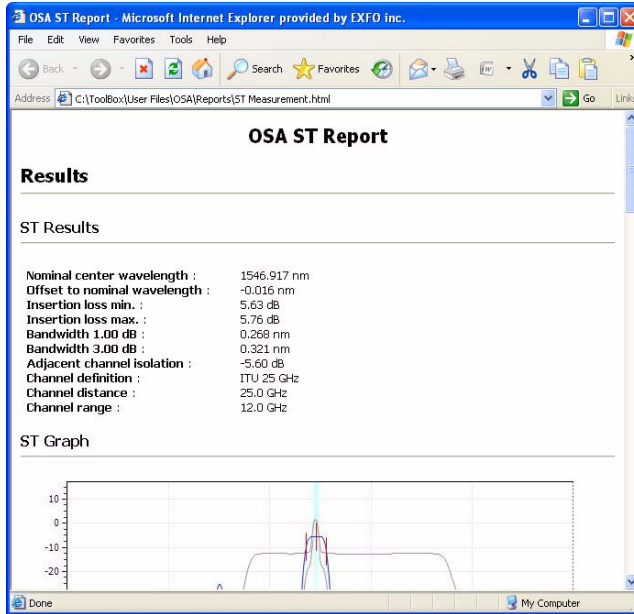 OSA ST Report - Microsoft Internet Explorer provided by EXFO inc.
File Edit View Favorites Tools Help
Back Search Favorites
Address C:\ToolBox\User Files\OSA\Reports\ST Measurement.html Go Links
OSA ST Report
Results
ST Results
Nominal center wavelength : 1546.917 nm
Offset to nominal wavelength : -0.016 nm
Insertion loss min. : 5.63 dB
Insertion loss max. : 5.76 dB
Bandwidth 1.00 dB : 0.268 nm
Bandwidth 3.00 dB : 0.321 nm
Adjacent channel isolation : -5.60 dB
Channel definition : ITU 25 GHz
Channel distance : 25.0 GHz
Channel range : 12.0 GHz
ST Graph
10
0
-10
-20
Done My Computer